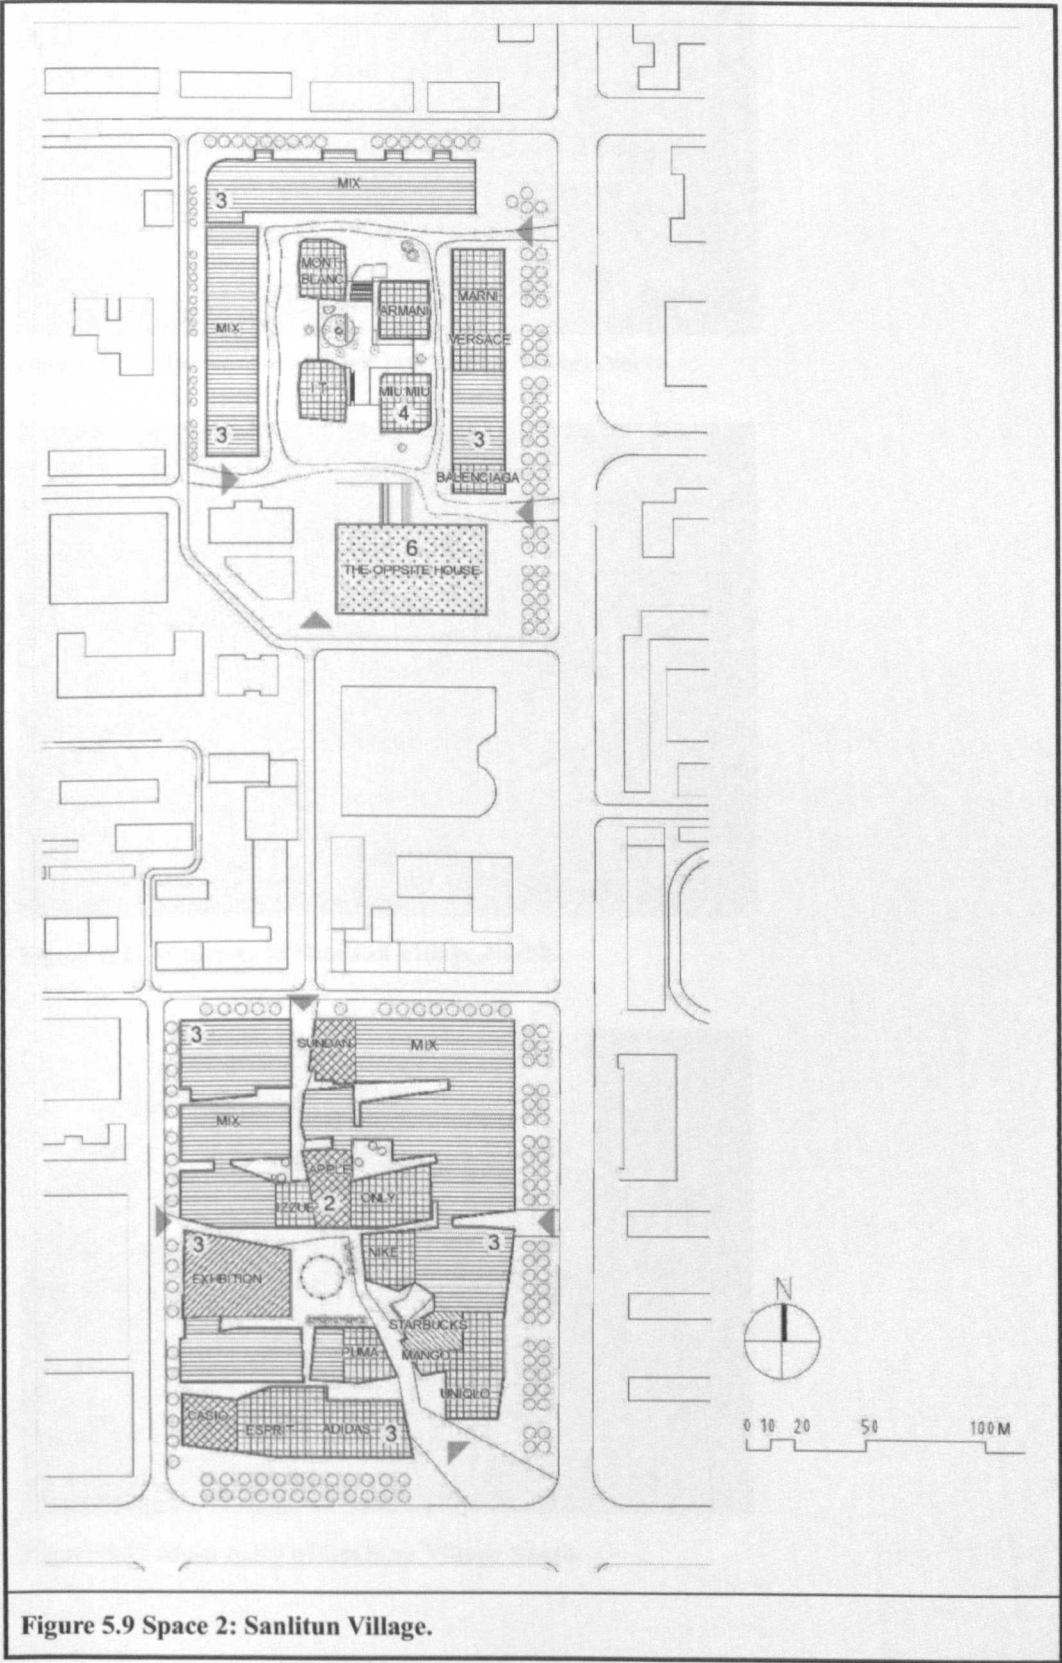 MIX
3
MONT
BLANC
ARMANI
MARNI
VERSACE
MIX
I.T.
MIU MIU
4
3
3
BALENCIAGA
6
THE OPPSITE HOUSE
3
SUNDAN
MIX
MIX
APPLE
IZZUE
2
ONLY
3
NIKE
3
EXHBITION
STARBUCKS
PUMA
MANGO
UNIQLO
CASIO
ESPRIT
ADIDAS
3
N
0 10 20 50 100M
Figure 5.9 Space 2: Sanlitun Village.